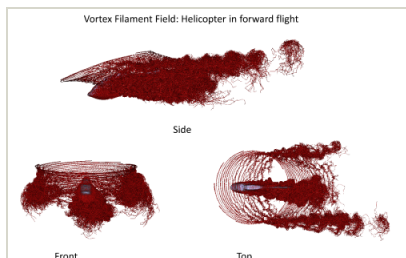 Vortex Filament Field: Helicopter in forward flight
Side
Front
Top